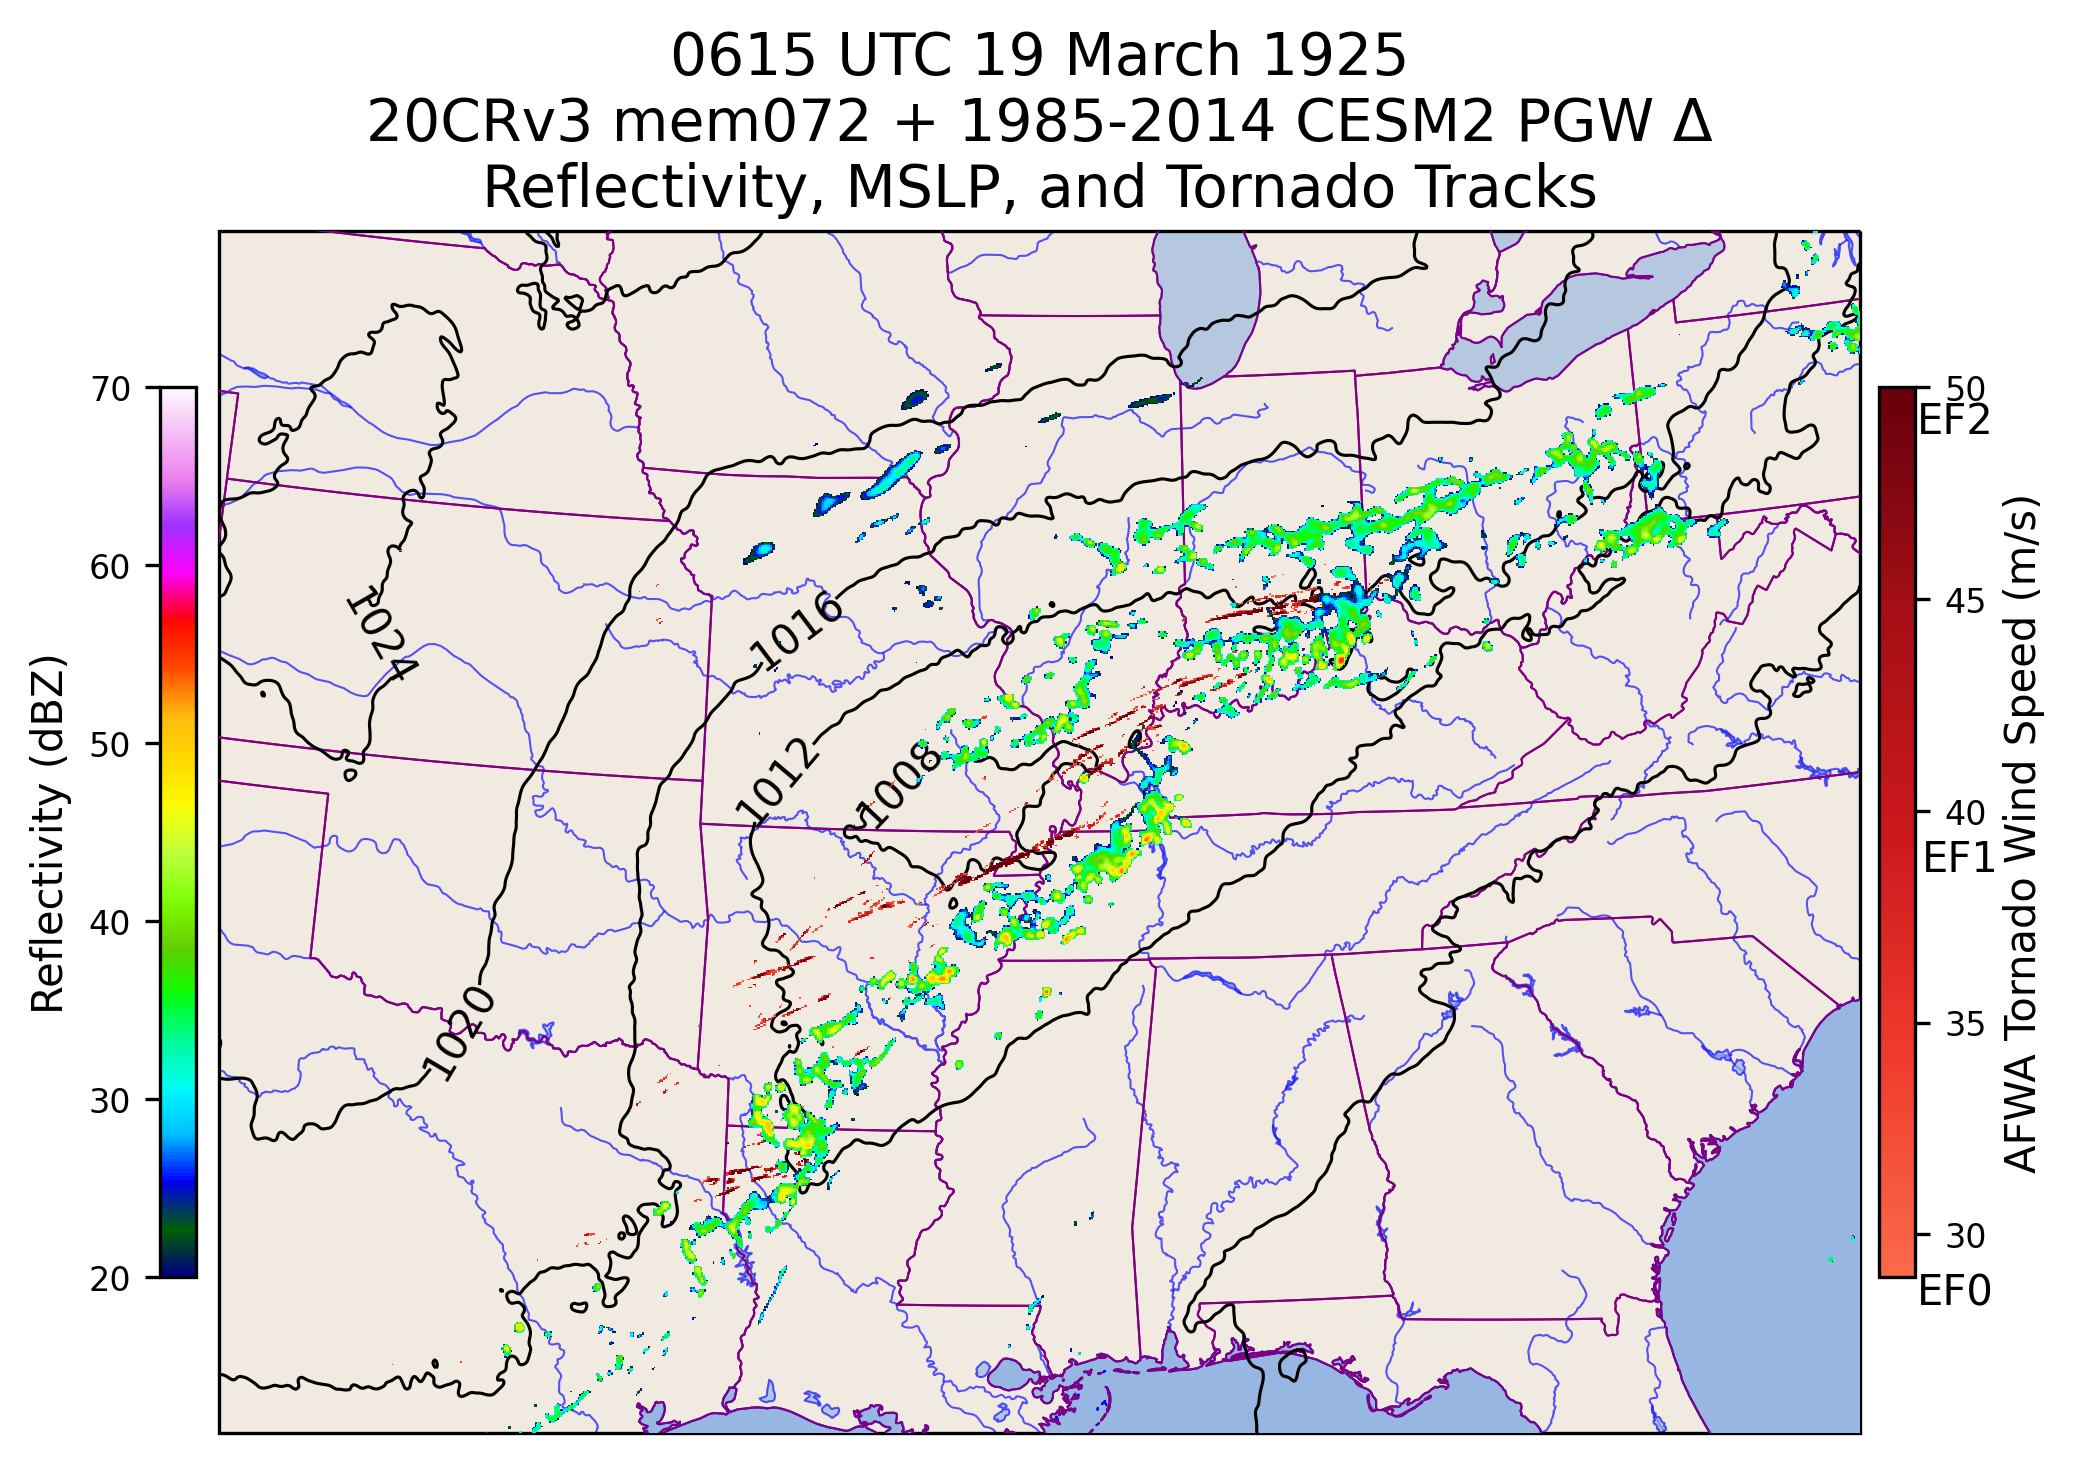 0615 UTC 19 March 1925
20CRv3 mem072 + 1985-2014 CESM2 PGW Δ
Reflectivity, MSLP, and Tornado Tracks
70
60
50
40
30
20
Reflectivity (dBZ)
1024
1016
1012
1008
1020
50
EF2
45
40
EF1
35
30
EF0
AFWA Tornado Wind Speed (m/s)